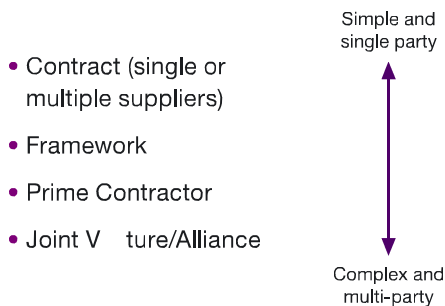 Simple and
single party
• Contract (single or
multiple suppliers)
• Framework
• Prime Contractor
• Joint V ture/Alliance
Complex and
multi-party